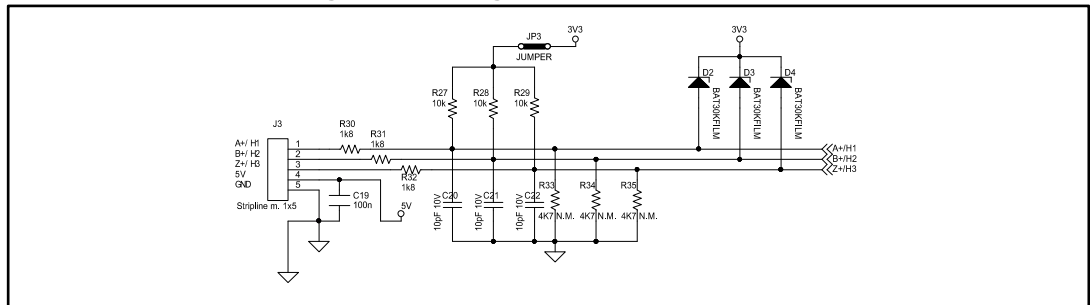 JP3
3V3
JUMPER
3V3
R27
10k
R28
10k
R29
10k
D2
BAT30KFILM
D3
BAT30KFILM
D4
BAT30KFILM
J3
A+/ H1
B+/ H2
Z+/ H3
5V
GND
1
2
3
4
5
Stripline m. 1x5
R30
1k8
R31
1k8
R32
1k8
A+/H1
B+/H2
Z+/H3
C19
100n
5V
C20
10pF 10V
C21
10pF 10V
C22
10pF 10V
R33
4K7 N.M.
R34
4K7 N.M.
R35
4K7 N.M.